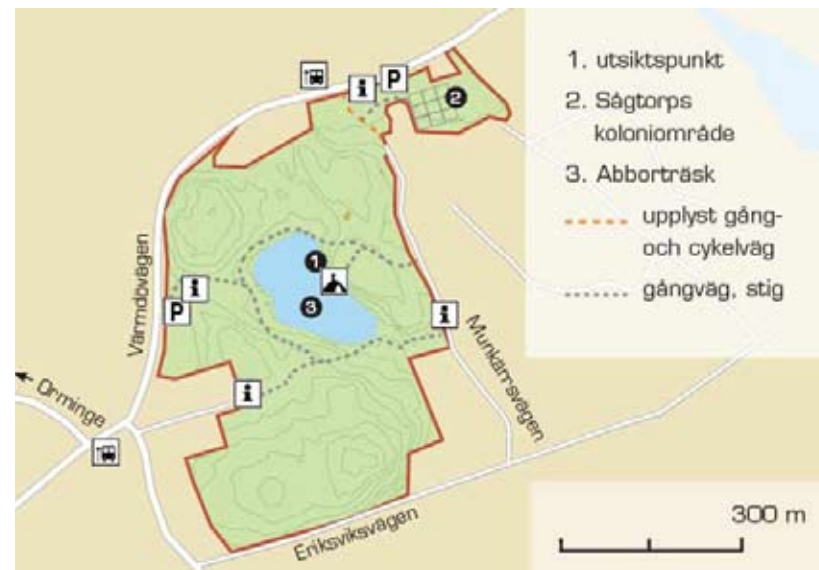 1. utsiktspunkt
2. Sågtorps
koloniområde
3. Abborträsk
upplyst gång-
och cykelväg
gångväg, stig
P
i
2
Värmdövägen
1
i
P
3
i
Munkärrsvägen
i
Orminge
Eriksviksvägen
300 m